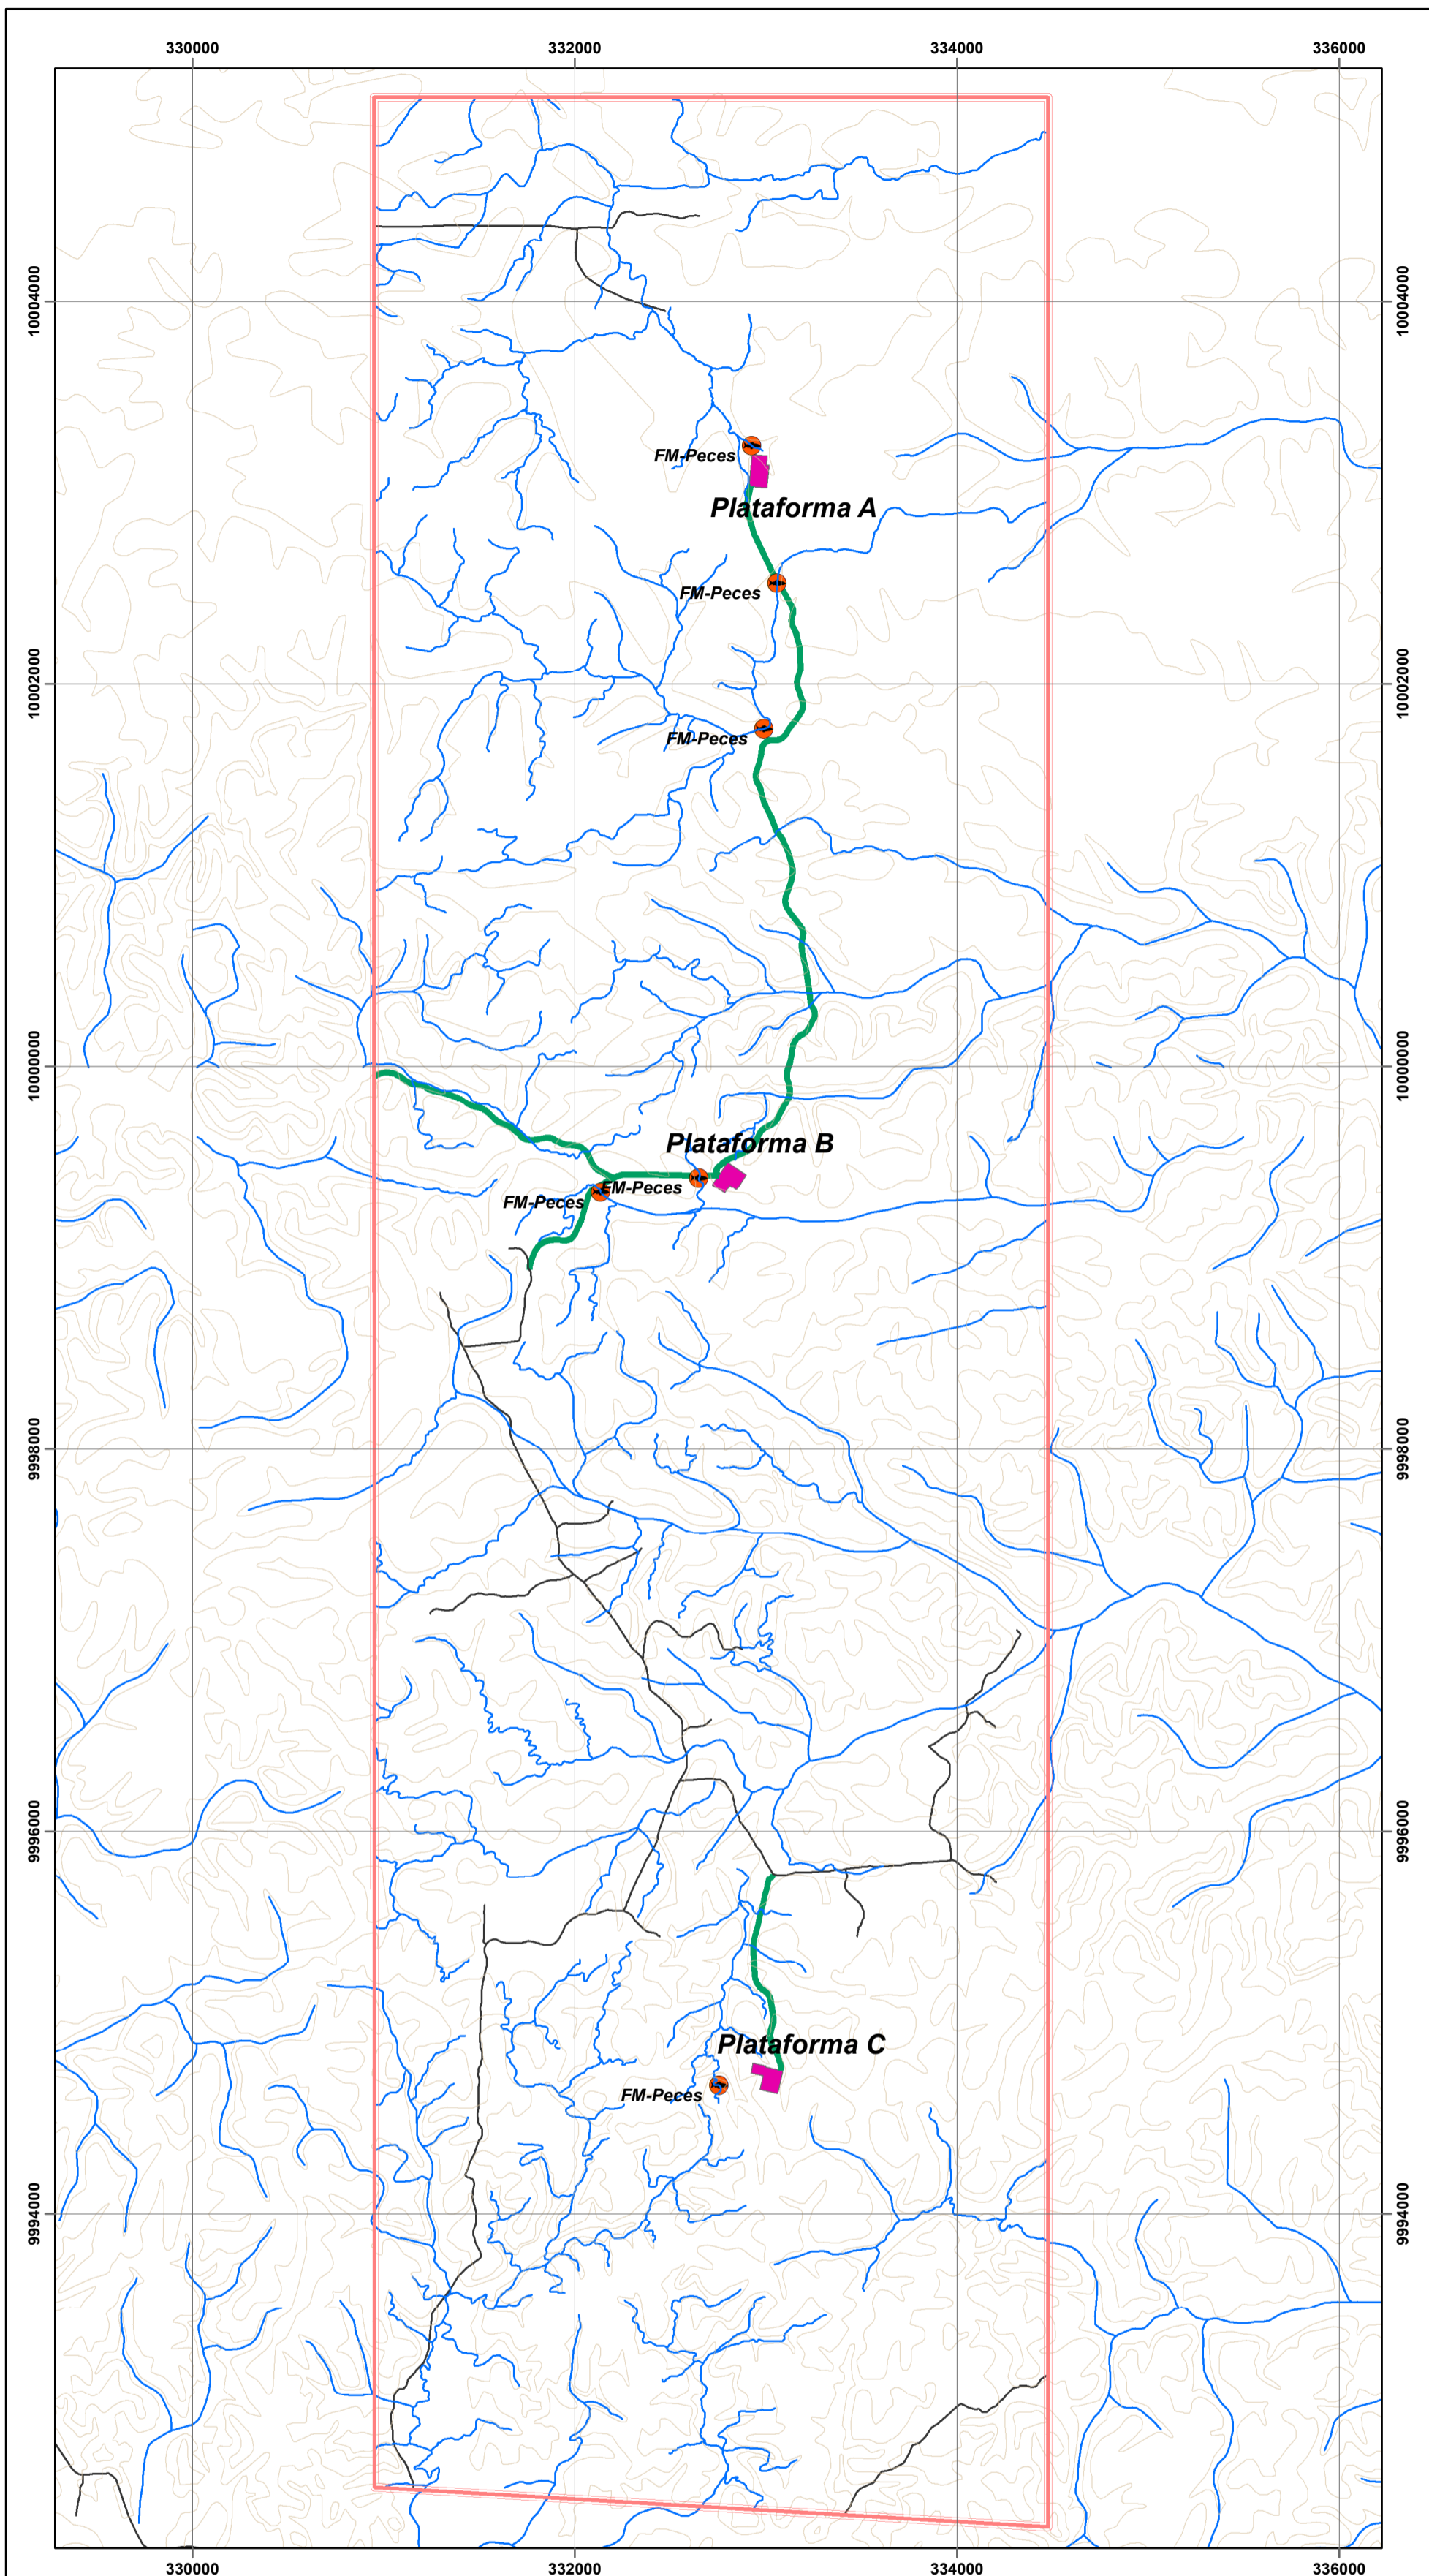 330000 332000 334000 336000
10004000 10004000
FM-Peces
Plataforma A
FM-Peces
10002000 10002000
FM-Peces
10000000 10000000
Plataforma B
FM-Peces
FM-Peces
9998000 9998000
9996000 9996000
Plataforma C
FM-Peces
9994000 9994000
330000 332000 334000 336000